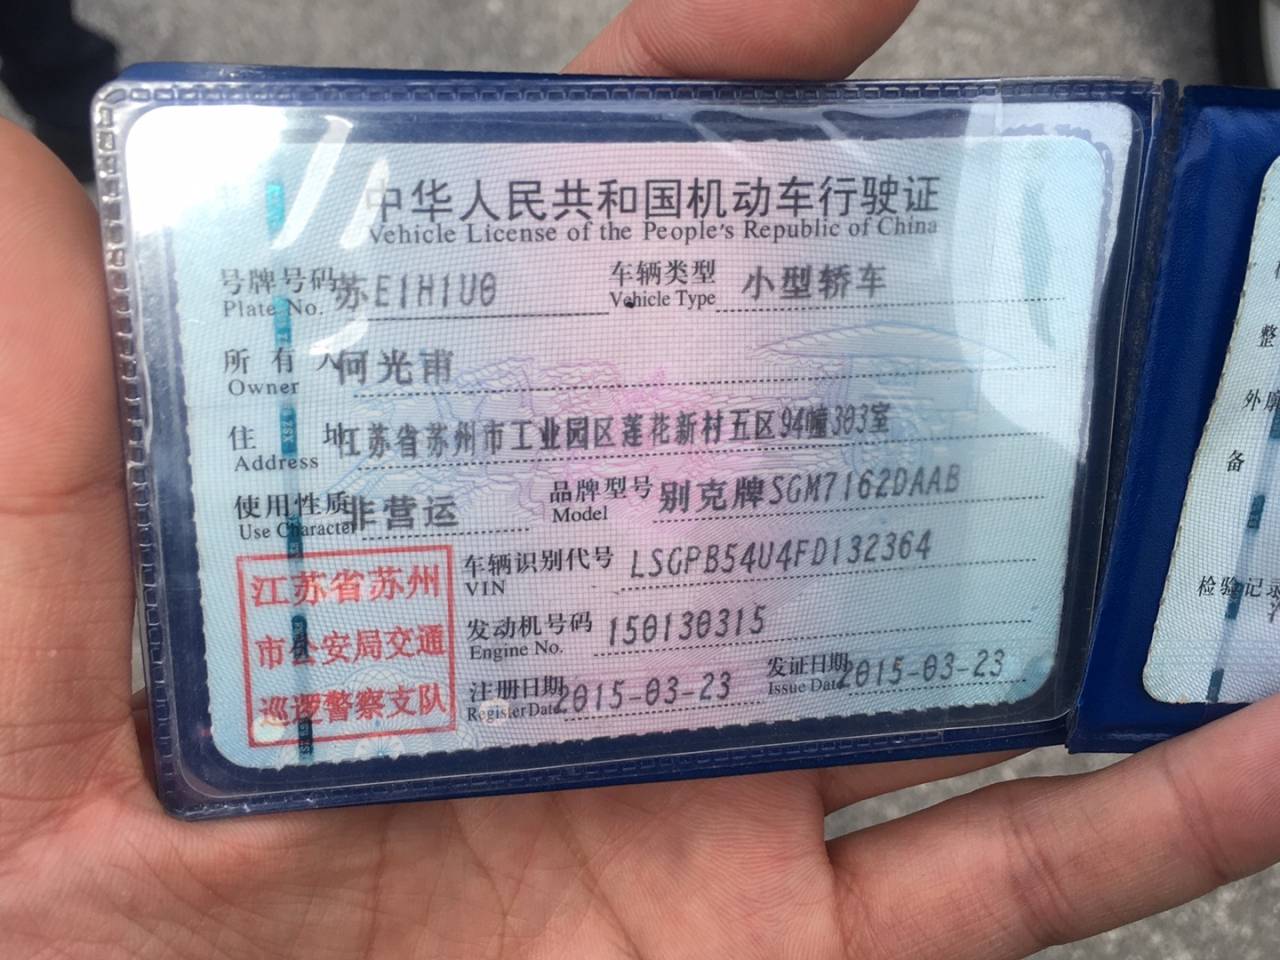 中华人民共和国机动车行驶证
Vehicle License of the People's Republic of China
号牌号码 苏E1H1U0 车辆类型 小型轿车
Plate No. Vehicle Type
所有人 何光甫
Owner
住址 江苏省苏州市工业园区莲花新村五区94幢303室
Address
使用性质 非营运 品牌型号 别克牌SGM7162DAAB
Use Character Model
江苏省苏州
市公安局交通
巡逻警察支队
车辆识别代号 LSGPB54U4FD132364
VIN
发动机号码 150130315
Engine No.
注册日期 2015-03-23 发证日期 2015-03-23
Register Date Issue Date
整
外廓
备
检验记录